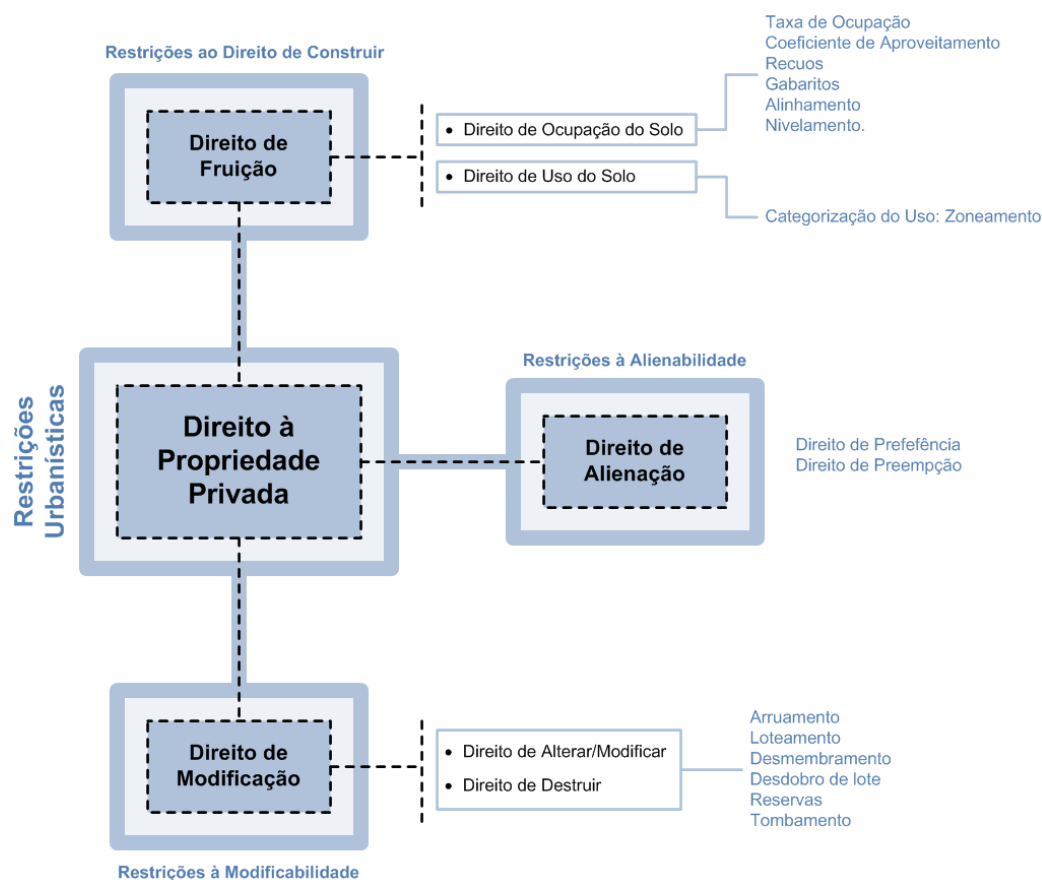 Restrições ao Direito de Construir
Direito de
Fruição
• Direito de Ocupação do Solo
• Direito de Uso do Solo
Taxa de Ocupação
Coeficiente de Aproveitamento
Recuos
Gabaritos
Alinhamento
Nivelamento.
Categorização do Uso: Zoneamento
Restrições
Urbanísticas
Direito à
Propriedade
Privada
Restrições à Alienabilidade
Direito de
Alienação
Direito de Prefefência
Direito de Preempção
Direito de
Modificação
• Direito de Alterar/Modificar
• Direito de Destruir
Arruamento
Loteamento
Desmembramento
Desdobro de lote
Reservas
Tombamento
Restrições à Modificabilidade